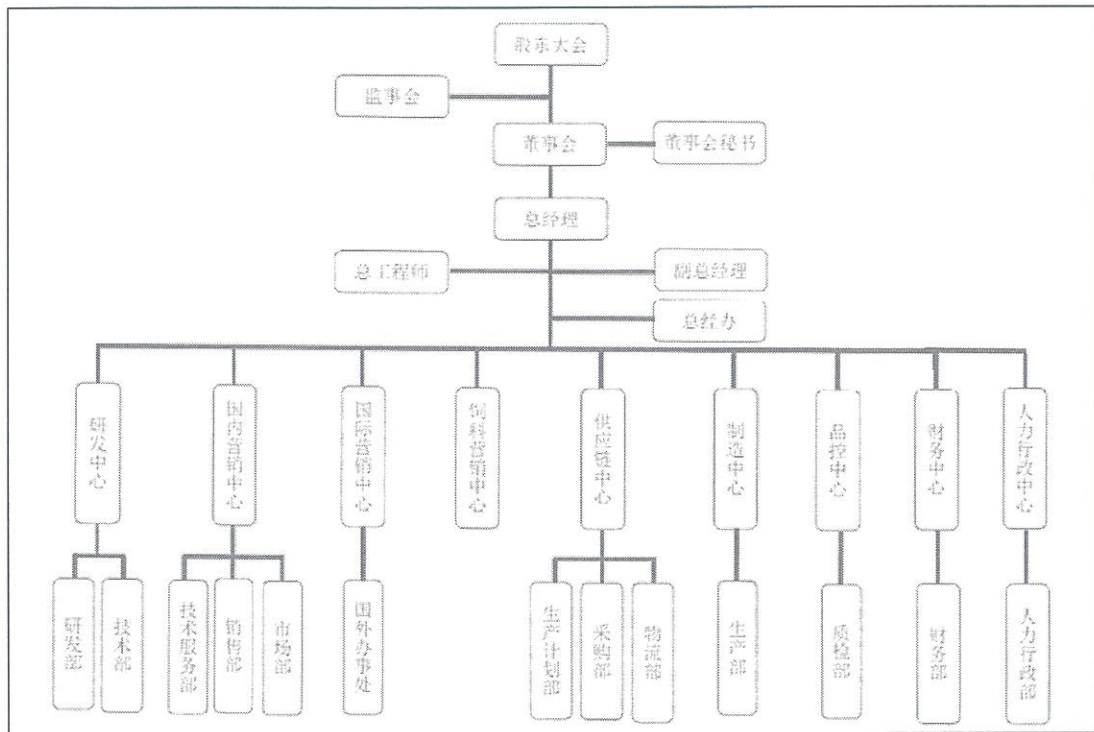 股东大会
监事会
董事会
董事会秘书
总经理
总工程师
副总经理
总经办
研发中心
国内营销中心
国际营销中心
饲料营销中心
供应链中心
制造中心
品控中心
财务中心
人力行政中心
研发部
技术部
技术服务部
销售部
市场部
国外办事处
生产计划部
采购部
物流部
生产部
质检部
财务部
人力行政部